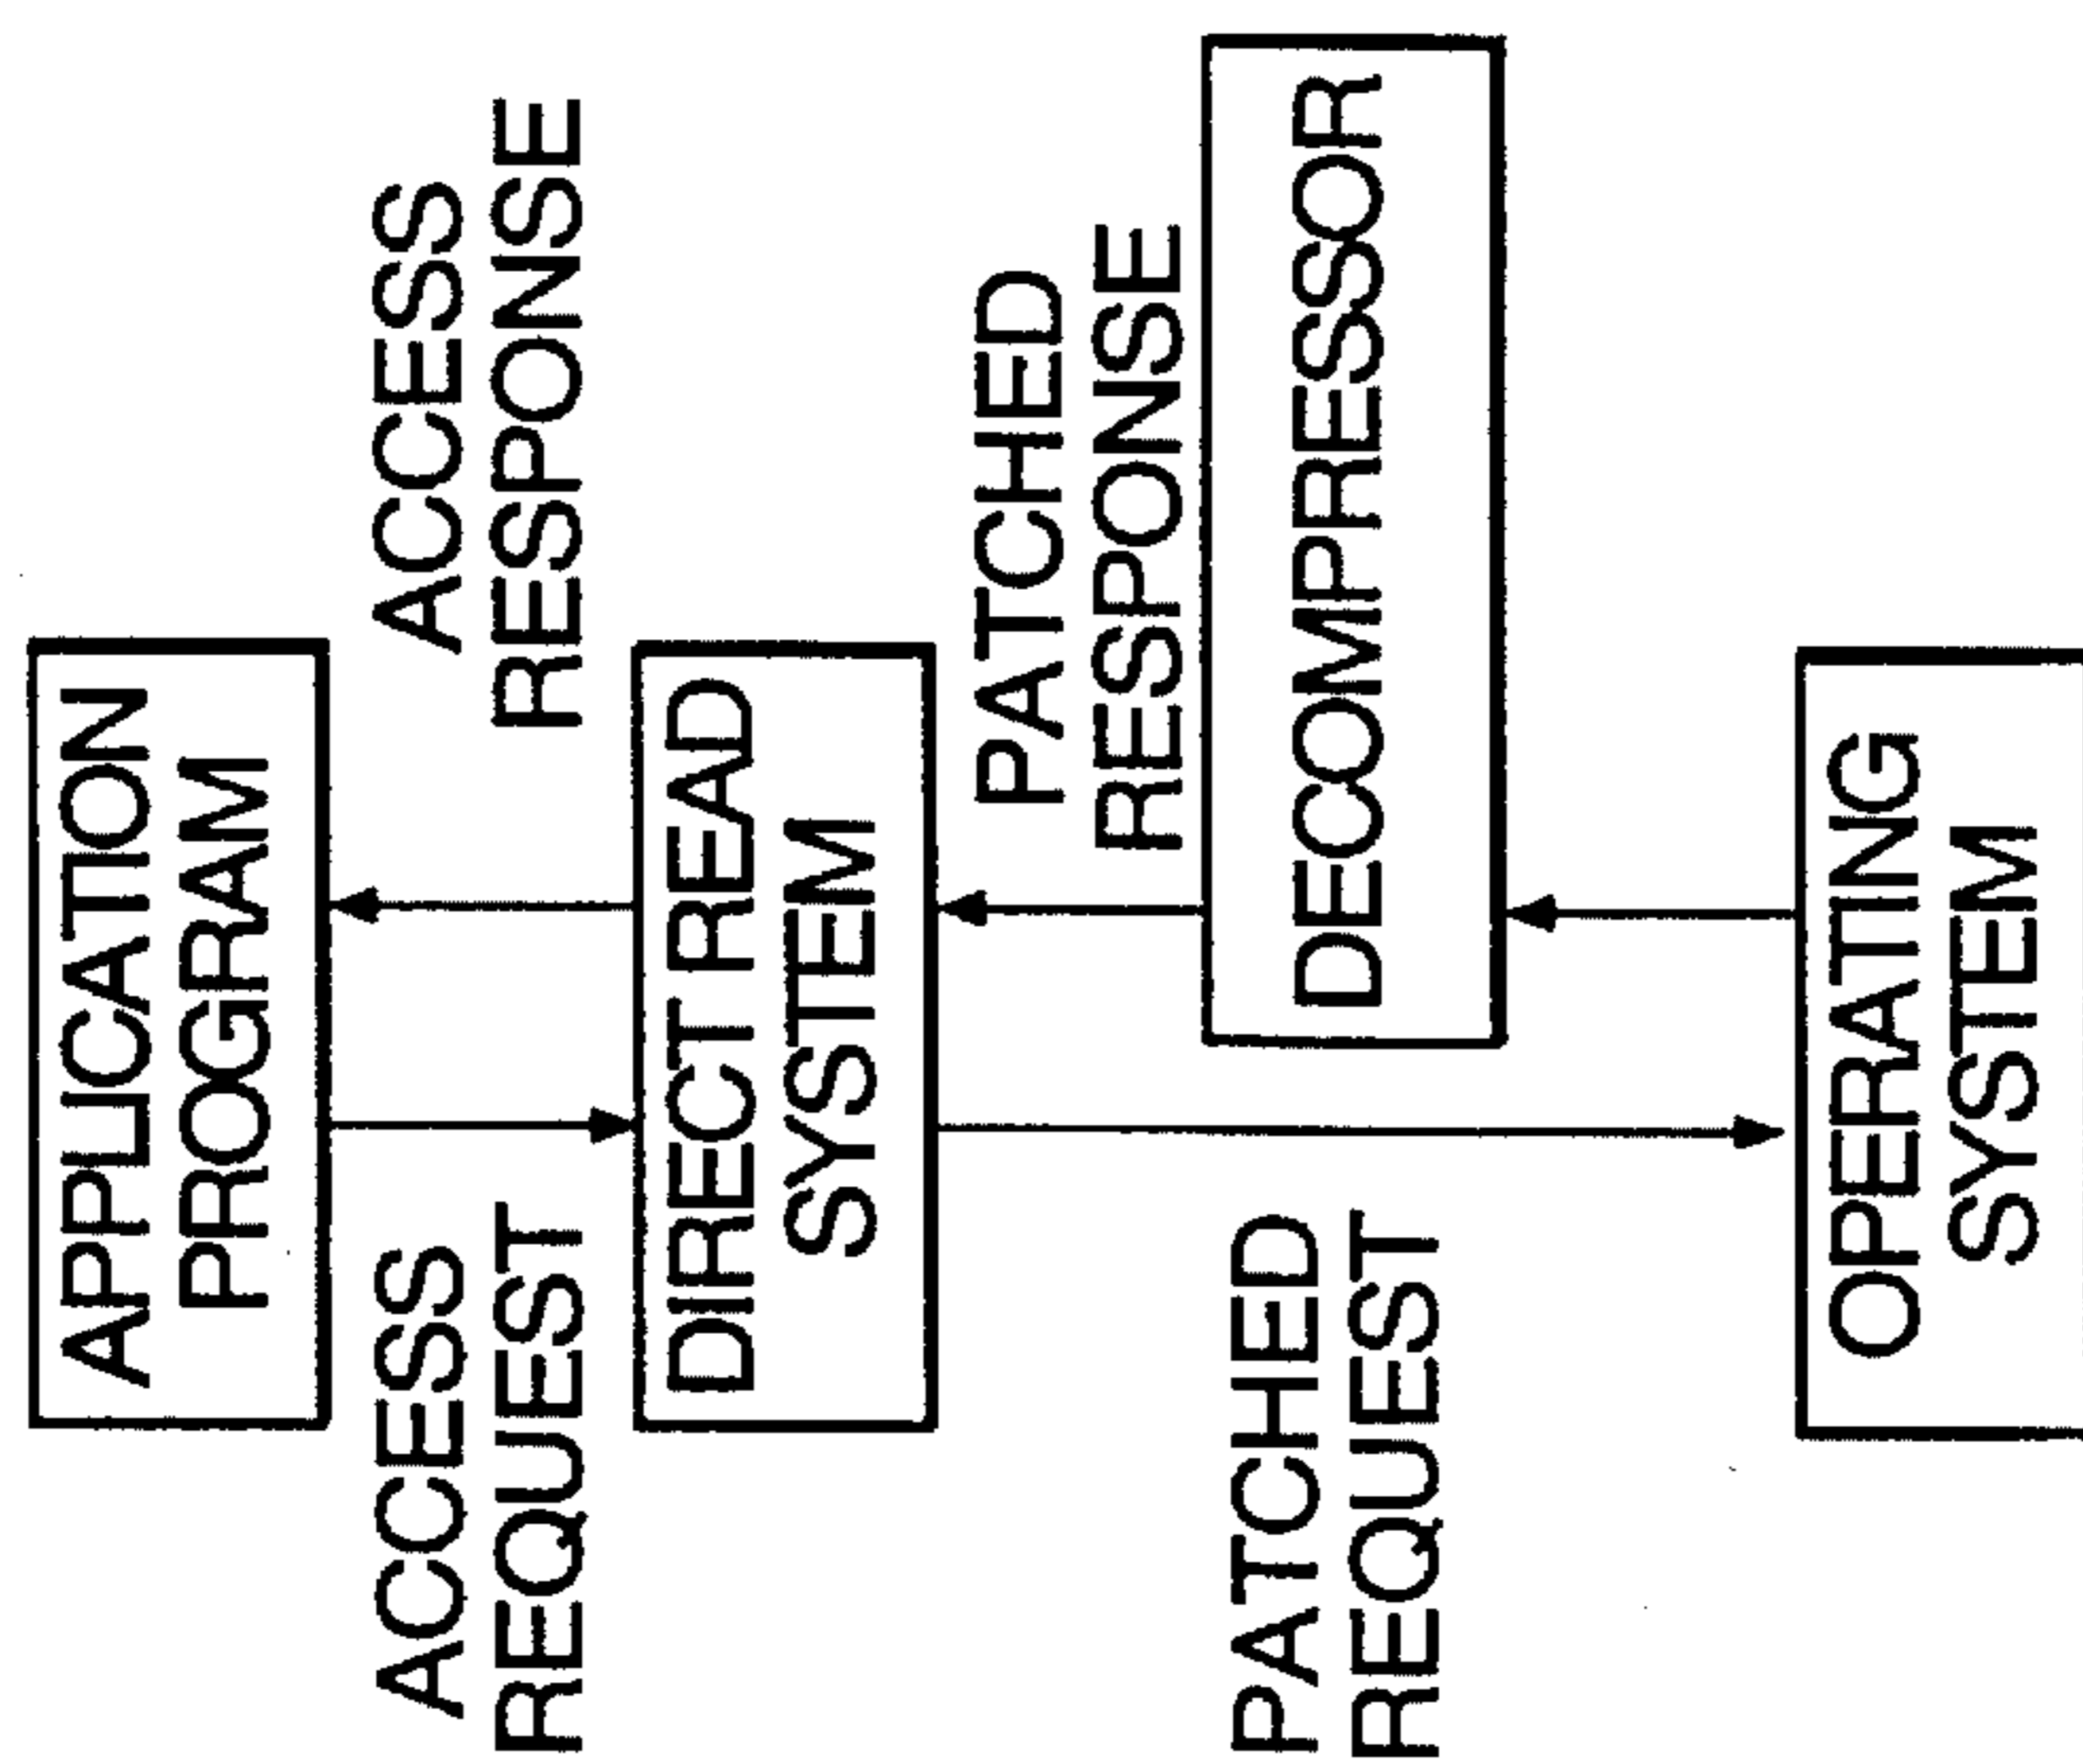 APPLICATION
PROGRAM
ACCESS
REQUEST
ACCESS
RESPONSE
DIRECT READ
SYSTEM
PATCHED
REQUEST
PATCHED
RESPONSE
DECOMPRESSOR
OPERATING
SYSTEM